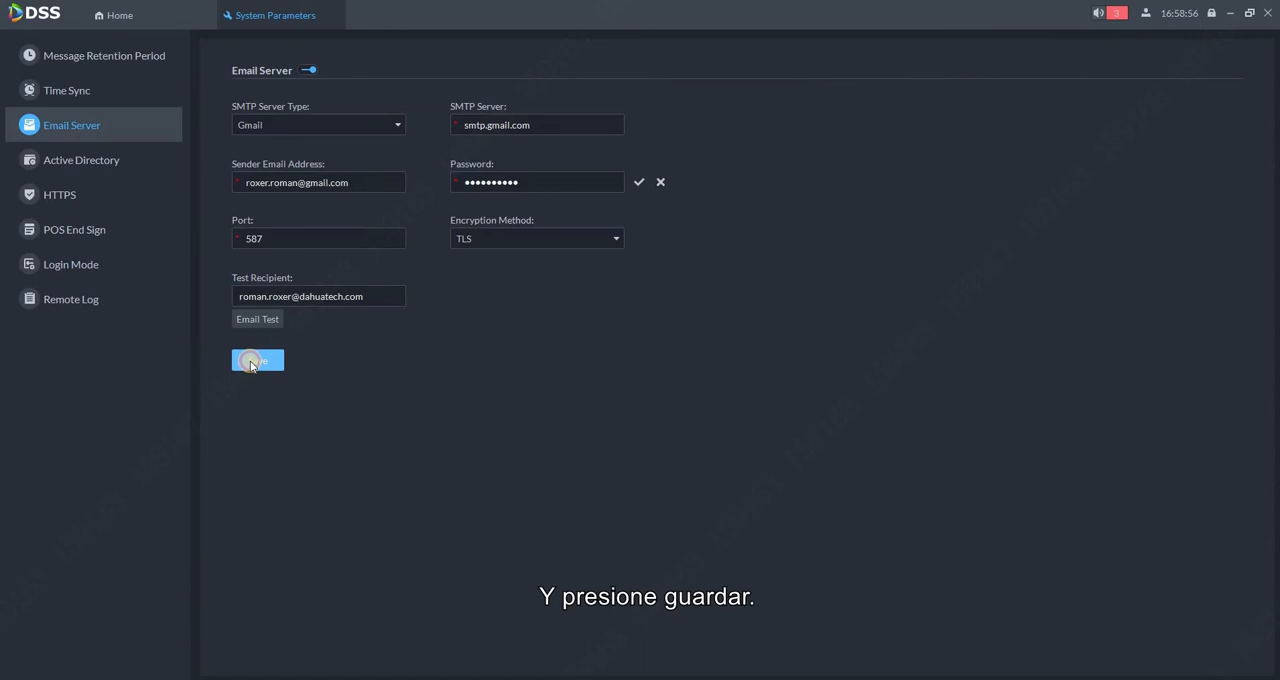 DSS
Home
System Parameters
3
16:58:56
Message Retention Period
Time Sync
Email Server
Active Directory
HTTPS
POS End Sign
Login Mode
Remote Log
Email Server
SMTP Server Type:
SMTP Server:
Gmail
* smtp.gmail.com
Sender Email Address:
Password:
* roxer.roman@gmail.com
* ••••••••••
Port:
Encryption Method:
* 587
TLS
Test Recipient:
roman.roxer@dahuatech.com
Email Test
Y presione guardar.